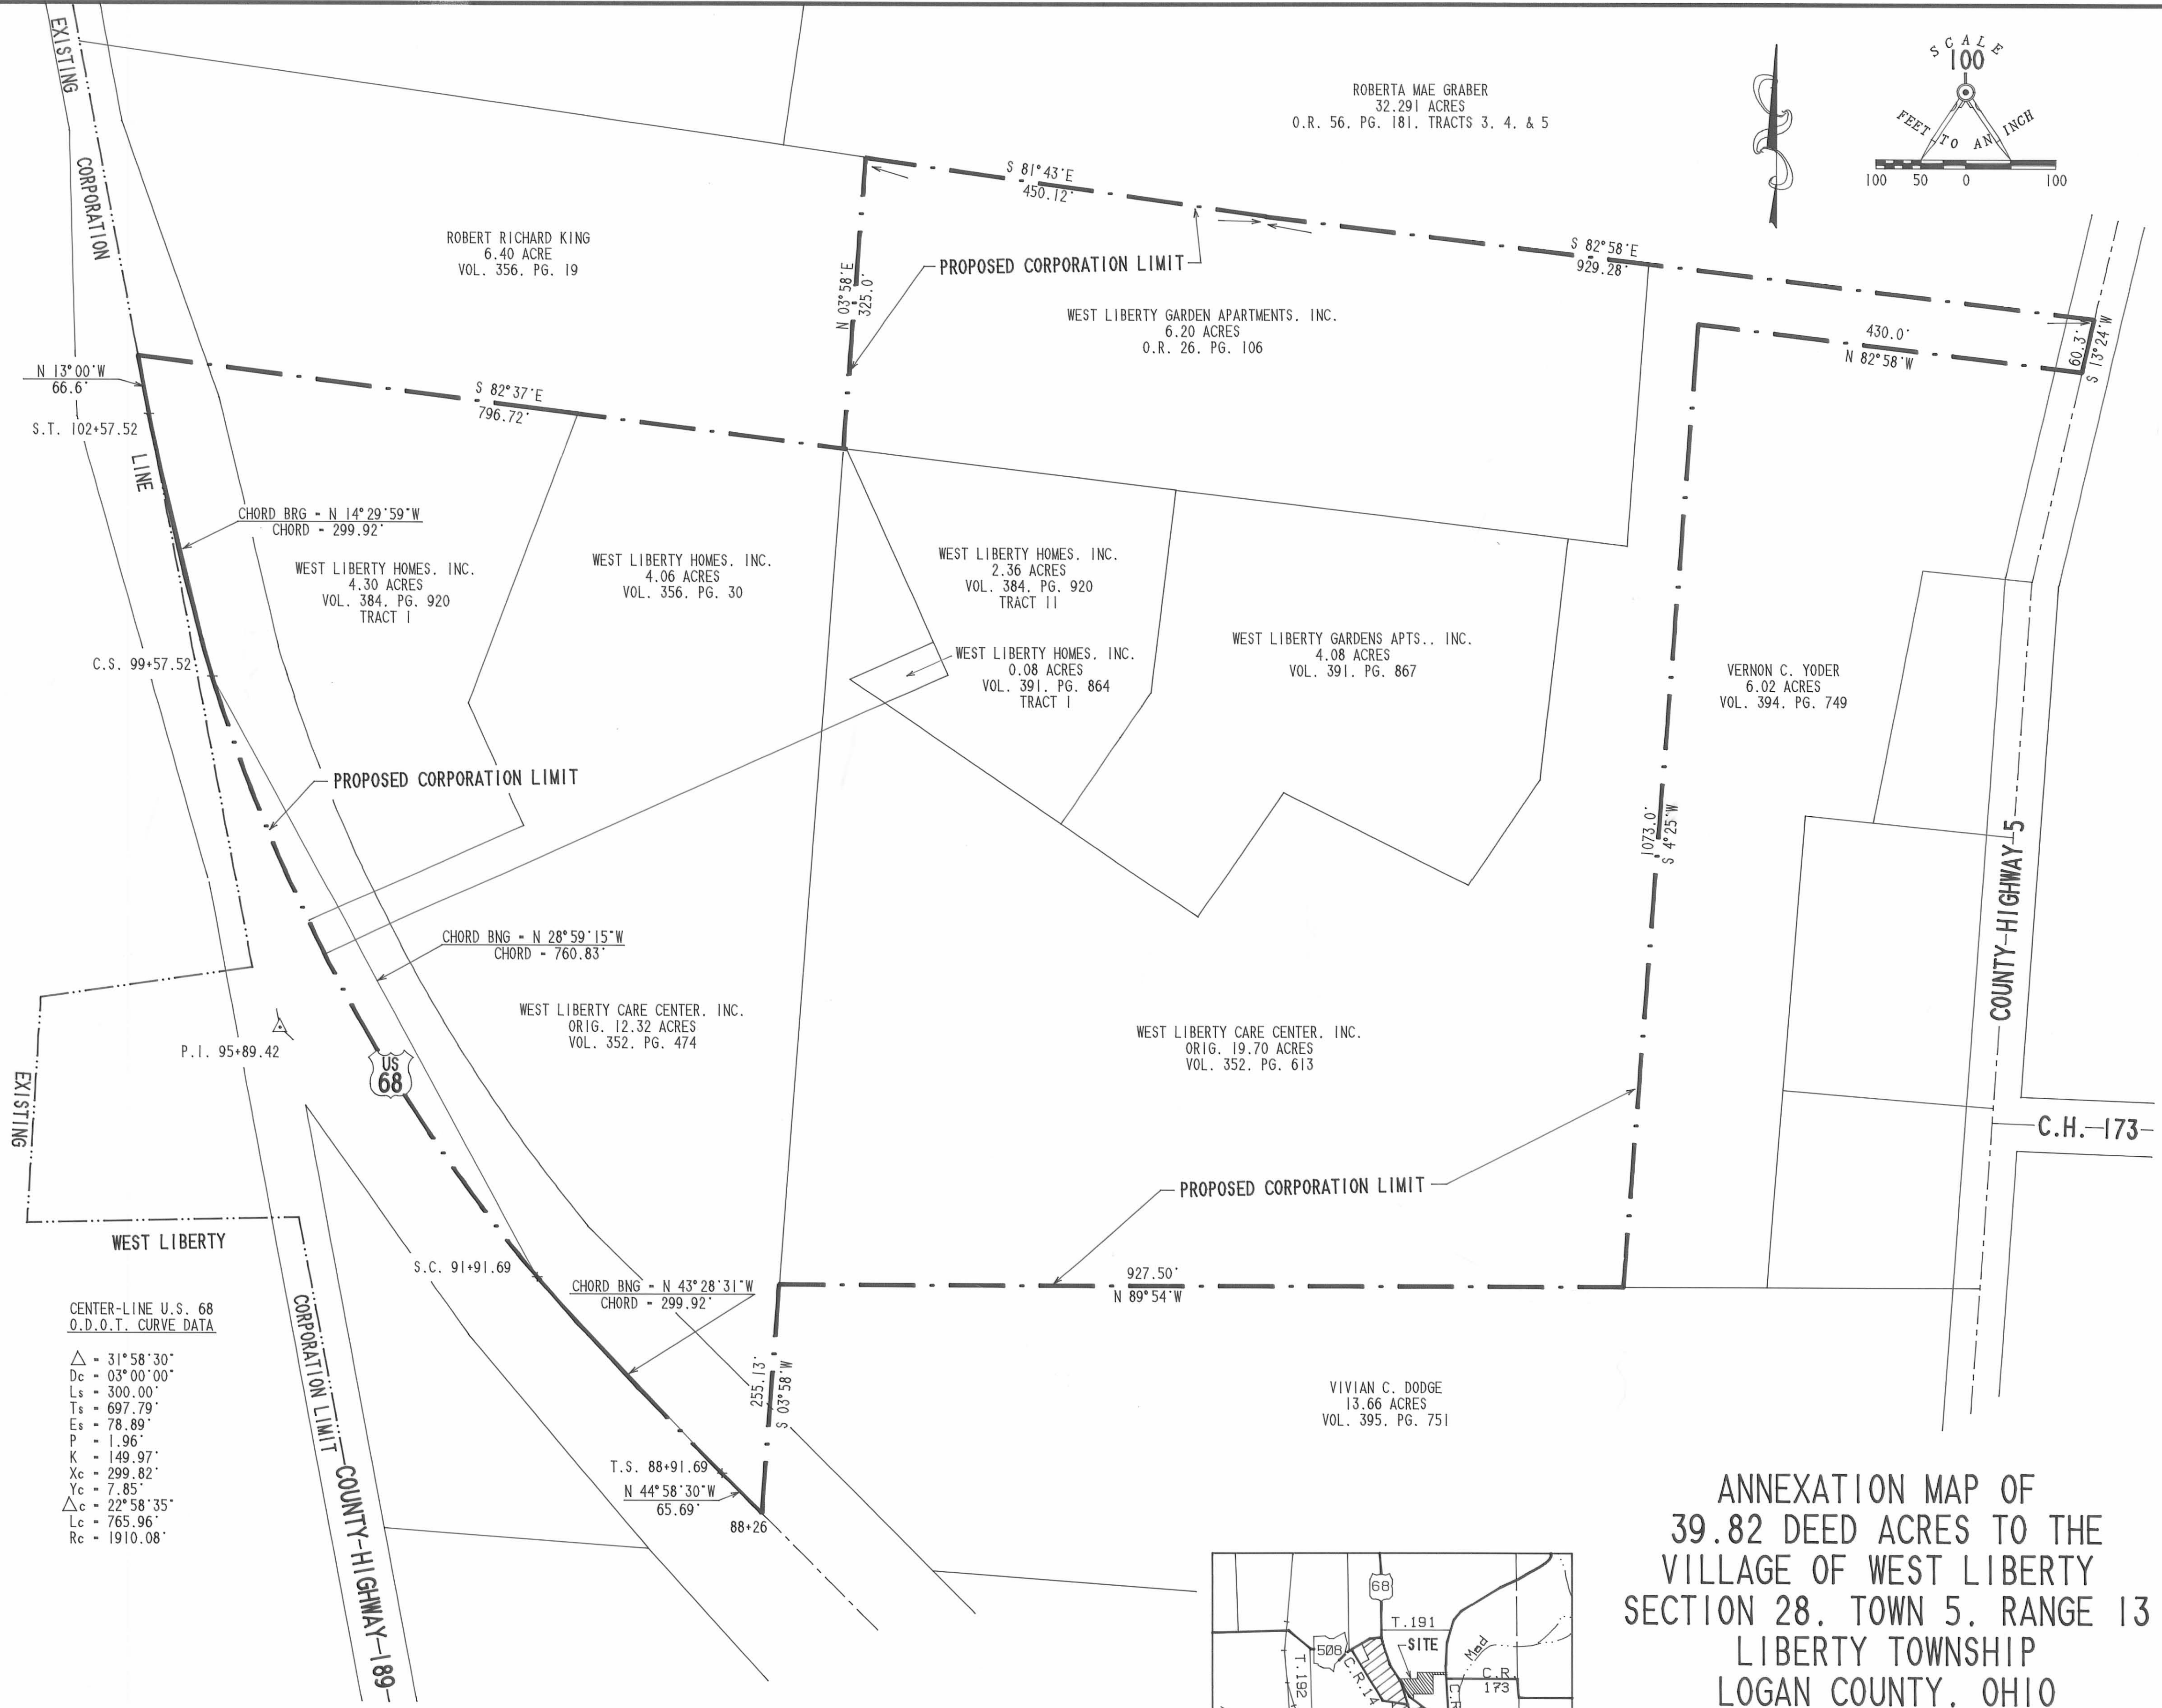 EXISTING
CORPORATION
LINE
ROBERTA MAE GRABER
32.291 ACRES
O.R. 56. PG. 181. TRACTS 3. 4. & 5
SCALE
100
FEET TO AN INCH
100 50 0 100
S 81°43'E
450.12'
ROBERT RICHARD KING
6.40 ACRE
VOL. 356. PG. 19
N 03°58'E
325.0'
PROPOSED CORPORATION LIMIT
S 82°58'E
929.28'
WEST LIBERTY GARDEN APARTMENTS. INC.
6.20 ACRES
O.R. 26. PG. 106
430.0'
N 82°58'W
60.3'
S 13°24'W
N 13°00'W
66.6'
S.T. 102+57.52
S 82°37'E
796.72'
CHORD BRG - N 14°29'59"W
CHORD - 299.92'
WEST LIBERTY HOMES. INC.
4.30 ACRES
VOL. 384. PG. 920
TRACT I
WEST LIBERTY HOMES. INC.
4.06 ACRES
VOL. 356. PG. 30
WEST LIBERTY HOMES. INC.
2.36 ACRES
VOL. 384. PG. 920
TRACT II
WEST LIBERTY HOMES. INC.
0.08 ACRES
VOL. 391. PG. 864
TRACT I
WEST LIBERTY GARDENS APTS.. INC.
4.08 ACRES
VOL. 391. PG. 867
VERNON C. YODER
6.02 ACRES
VOL. 394. PG. 749
C.S. 99+57.52
PROPOSED CORPORATION LIMIT
1073.0'
S 4°25'W
COUNTY-HIGHWAY-5
CHORD BNG - N 28°59'15"W
CHORD - 760.83'
WEST LIBERTY CARE CENTER. INC.
ORIG. 12.32 ACRES
VOL. 352. PG. 474
WEST LIBERTY CARE CENTER. INC.
ORIG. 19.70 ACRES
VOL. 352. PG. 613
P.I. 95+89.42
US
68
EXISTING
C.H.-173
PROPOSED CORPORATION LIMIT
WEST LIBERTY
CORPORATION LIMIT
COUNTY-HIGHWAY-189
S.C. 91+91.69
CHORD BNG - N 43°28'31"W
CHORD - 299.92'
927.50'
N 89°54'W
255.13'
S 03°58'W
CENTER-LINE U.S. 68
O.D.O.T. CURVE DATA
△ - 31°58'30"
Dc - 03°00'00"
Ls - 300.00'
Ts - 697.79'
Es - 78.89'
P - 1.96'
K - 149.97'
Xc - 299.82'
Yc - 7.85'
△c - 22°58'35"
Lc - 765.96'
Rc - 1910.08'
VIVIAN C. DODGE
13.66 ACRES
VOL. 395. PG. 751
T.S. 88+91.69
N 44°58'30"W
65.69'
88+26
68
T.191
508
SITE
Mad
T.192
C.R.14
C.R.
173
ANNEXATION MAP OF
39.82 DEED ACRES TO THE
VILLAGE OF WEST LIBERTY
SECTION 28. TOWN 5. RANGE 13
LIBERTY TOWNSHIP
LOGAN COUNTY. OHIO